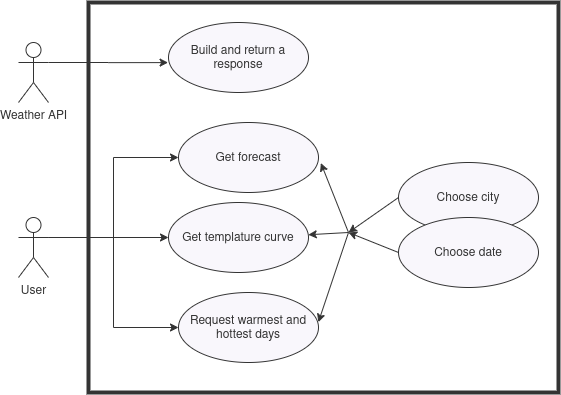 Build and return a
response
Weather API
Get forecast
Choose city
Get templature curve
Choose date
User
Request warmest and
hottest days